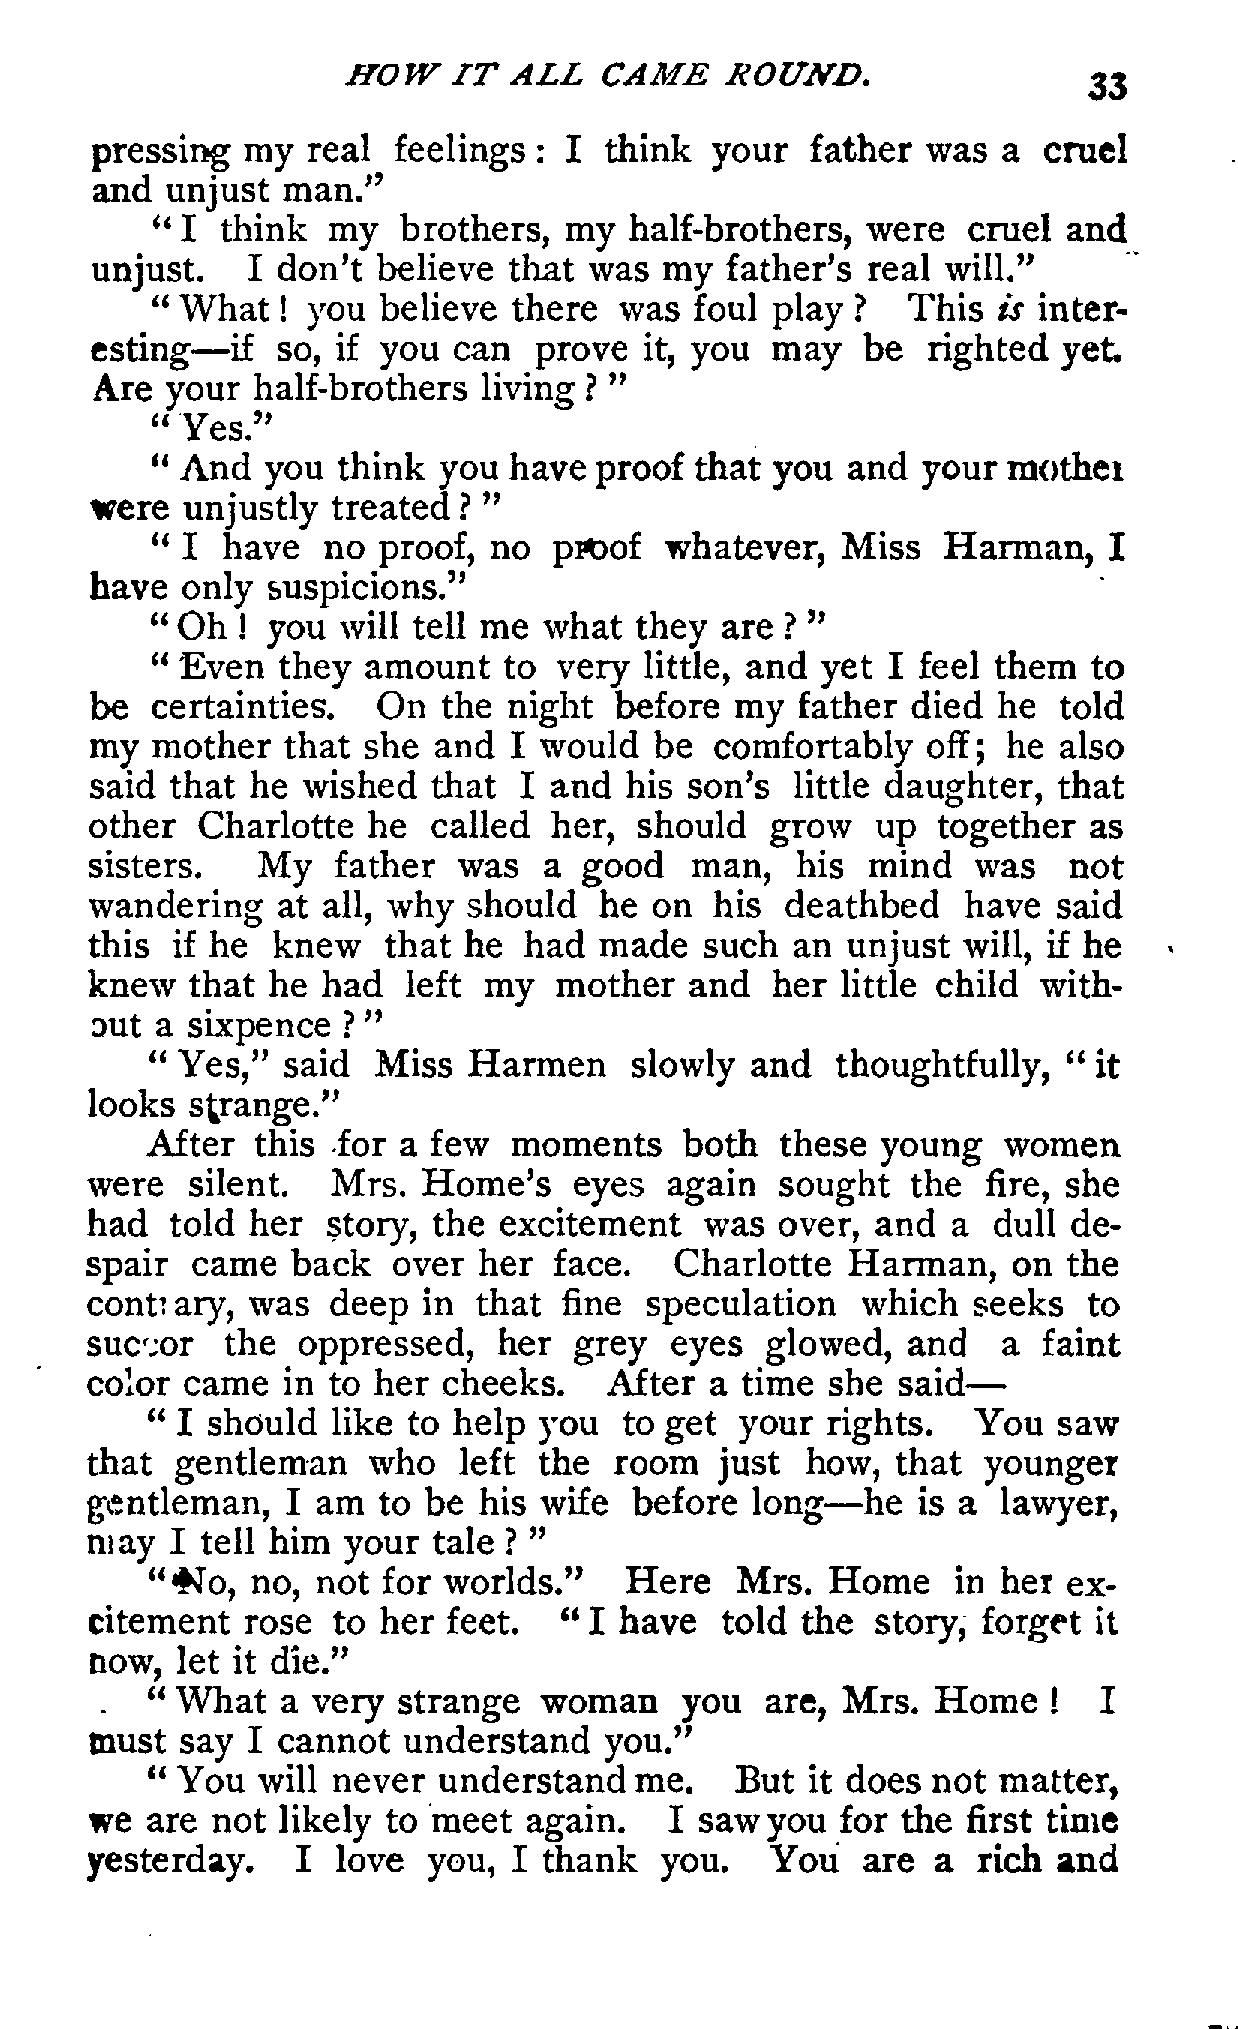 HOW IT ALL CAME ROUND. 33
pressing my real feelings : I think your father was a cruel
and unjust man."
"I think my brothers, my half-brothers, were cruel and
unjust. I don't believe that was my father's real will."
"What ! you believe there was foul play ? This is inter-
esting—if so, if you can prove it, you may be righted yet.
Are your half-brothers living ? "
"Yes."
"And you think you have proof that you and your mother
were unjustly treated ? "
"I have no proof, no proof whatever, Miss Harman, I
have only suspicions."
"Oh ! you will tell me what they are ? "
"Even they amount to very little, and yet I feel them to
be certainties. On the night before my father died he told
my mother that she and I would be comfortably off; he also
said that he wished that I and his son's little daughter, that
other Charlotte he called her, should grow up together as
sisters. My father was a good man, his mind was not
wandering at all, why should he on his deathbed have said
this if he knew that he had made such an unjust will, if he
knew that he had left my mother and her little child with-
out a sixpence ? "
"Yes," said Miss Harmen slowly and thoughtfully, "it
looks strange."
After this for a few moments both these young women
were silent. Mrs. Home's eyes again sought the fire, she
had told her story, the excitement was over, and a dull de-
spair came back over her face. Charlotte Harman, on the
contrary, was deep in that fine speculation which seeks to
succor the oppressed, her grey eyes glowed, and a faint
color came in to her cheeks. After a time she said—
"I should like to help you to get your rights. You saw
that gentleman who left the room just how, that younger
gentleman, I am to be his wife before long—he is a lawyer,
may I tell him your tale ? "
"No, no, not for worlds." Here Mrs. Home in her ex-
citement rose to her feet. "I have told the story, forget it
now, let it die."
"What a very strange woman you are, Mrs. Home ! I
must say I cannot understand you."
"You will never understand me. But it does not matter,
we are not likely to meet again. I saw you for the first time
yesterday. I love you, I thank you. You are a rich and